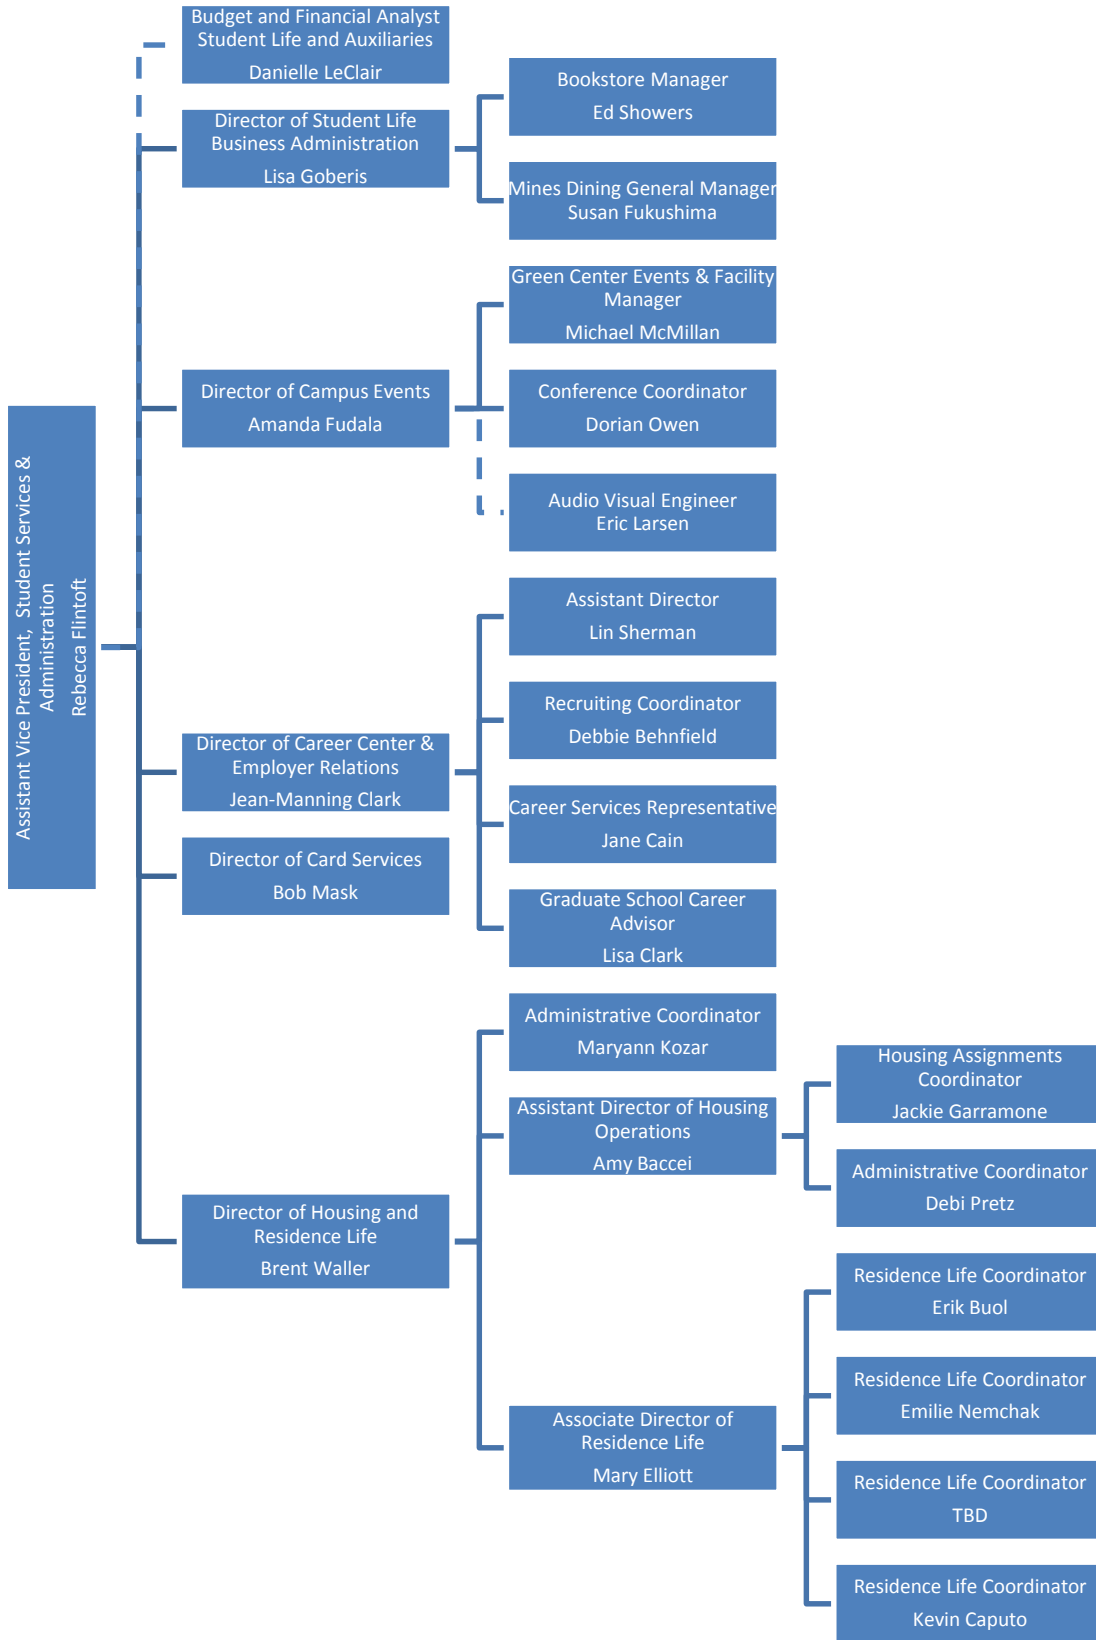 Assistant Vice President, Student Services &
Administration
Rebecca Flintoft
Budget and Financial Analyst
Student Life and Auxiliaries
Danielle LeClair
Director of Student Life
Business Administration
Lisa Goberis
Bookstore Manager
Ed Showers
Mines Dining General Manager
Susan Fukushima
Director of Campus Events
Amanda Fudala
Green Center Events & Facility
Manager
Michael McMillan
Conference Coordinator
Dorian Owen
Audio Visual Engineer
Eric Larsen
Director of Career Center &
Employer Relations
Jean-Manning Clark
Assistant Director
Lin Sherman
Recruiting Coordinator
Debbie Behnfield
Career Services Representative
Jane Cain
Graduate School Career
Advisor
Lisa Clark
Director of Card Services
Bob Mask
Director of Housing and
Residence Life
Brent Waller
Administrative Coordinator
Maryann Kozar
Assistant Director of Housing
Operations
Amy Baccei
Housing Assignments
Coordinator
Jackie Garramone
Administrative Coordinator
Debi Pretz
Associate Director of
Residence Life
Mary Elliott
Residence Life Coordinator
Erik Buol
Residence Life Coordinator
Emilie Nemchak
Residence Life Coordinator
TBD
Residence Life Coordinator
Kevin Caputo